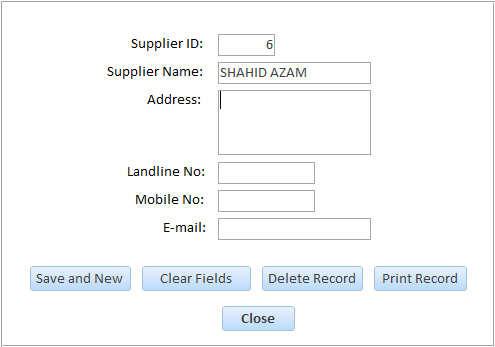 Supplier ID: 6
Supplier Name: SHAHID AZAM
Address:
Landline No:
Mobile No:
E-mail:
Save and New Clear Fields Delete Record Print Record
Close